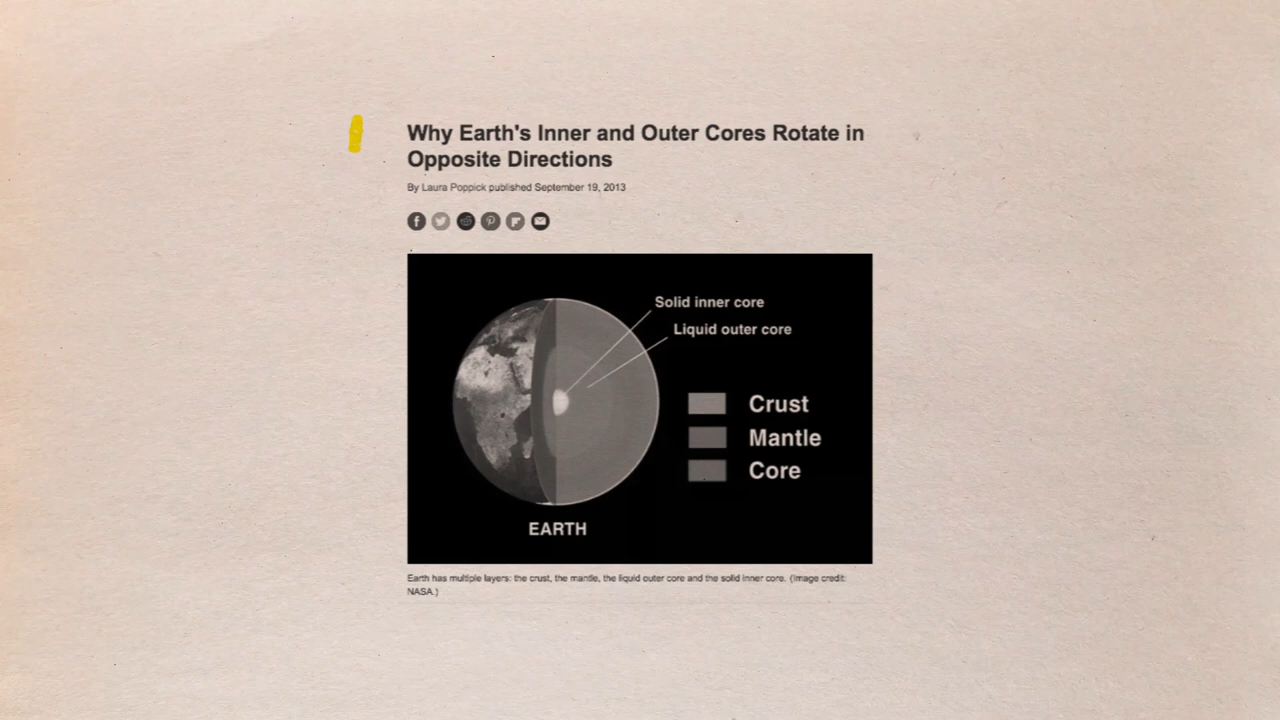 Why Earth's Inner and Outer Cores Rotate in
Opposite Directions
By Laura Poppick published September 19, 2013
Solid inner core
Liquid outer core
Crust
Mantle
Core
EARTH
Earth has multiple layers: the crust, the mantle, the liquid outer core and the solid inner core. (Image credit:
NASA.)